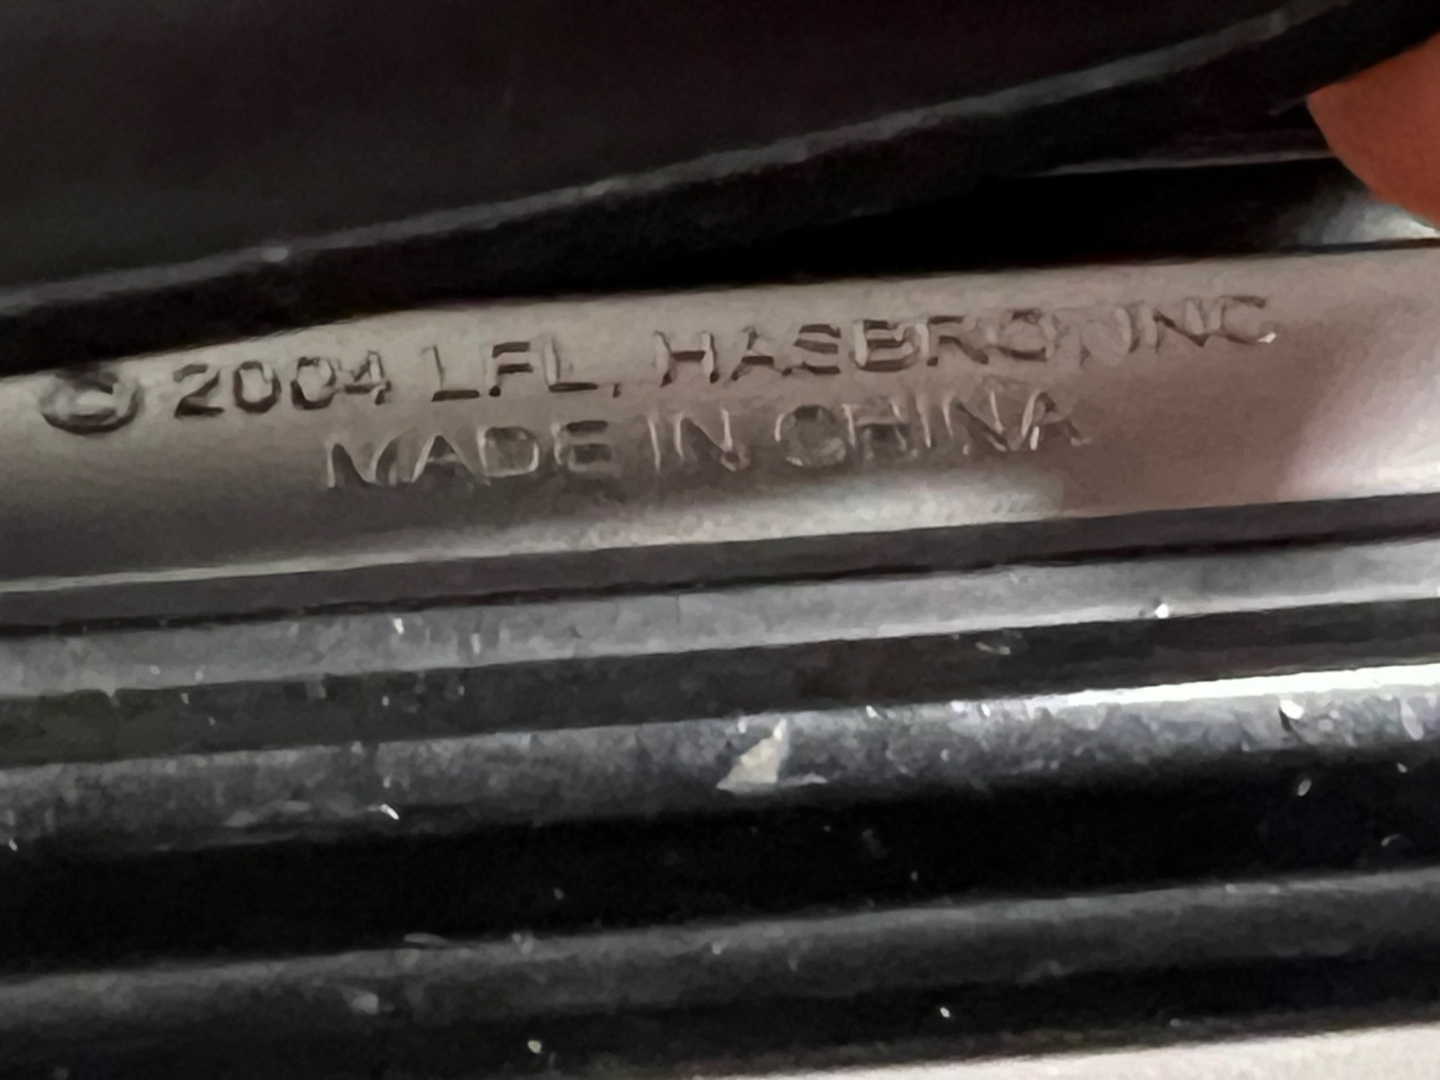 © 2004 LFL, HASBRO, INC
MADE IN CHINA